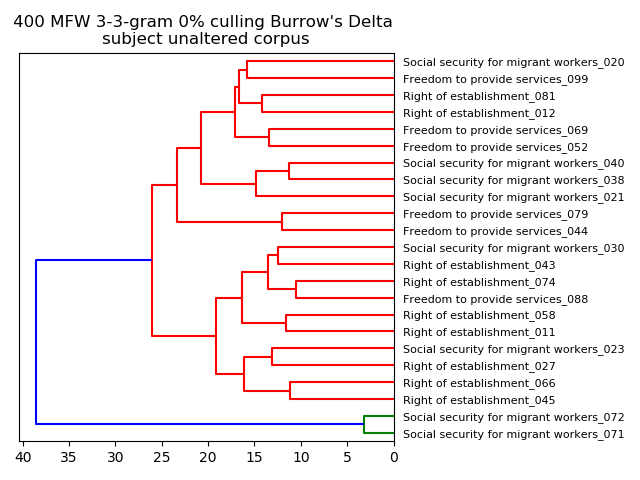 400 MFW 3-3-gram 0% culling Burrow's Delta
subject unaltered corpus
Social security for migrant workers_020
Freedom to provide services_099
Right of establishment_081
Right of establishment_012
Freedom to provide services_069
Freedom to provide services_052
Social security for migrant workers_040
Social security for migrant workers_038
Social security for migrant workers_021
Freedom to provide services_079
Freedom to provide services_044
Social security for migrant workers_030
Right of establishment_043
Right of establishment_074
Freedom to provide services_088
Right of establishment_058
Right of establishment_011
Social security for migrant workers_023
Right of establishment_027
Right of establishment_066
Right of establishment_045
Social security for migrant workers_072
Social security for migrant workers_071
40 35 30 25 20 15 10 5 0